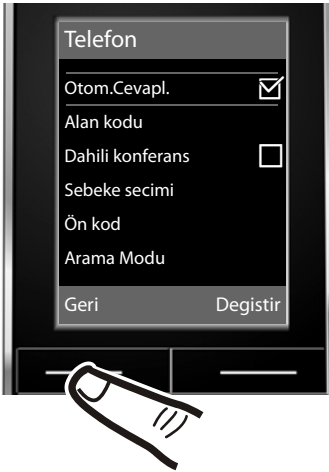 Telefon
Otom.Cevapl.
Alan kodu
Dahili konferans
Sebeke secimi
Ön kod
Arama Modu
Geri Degistir